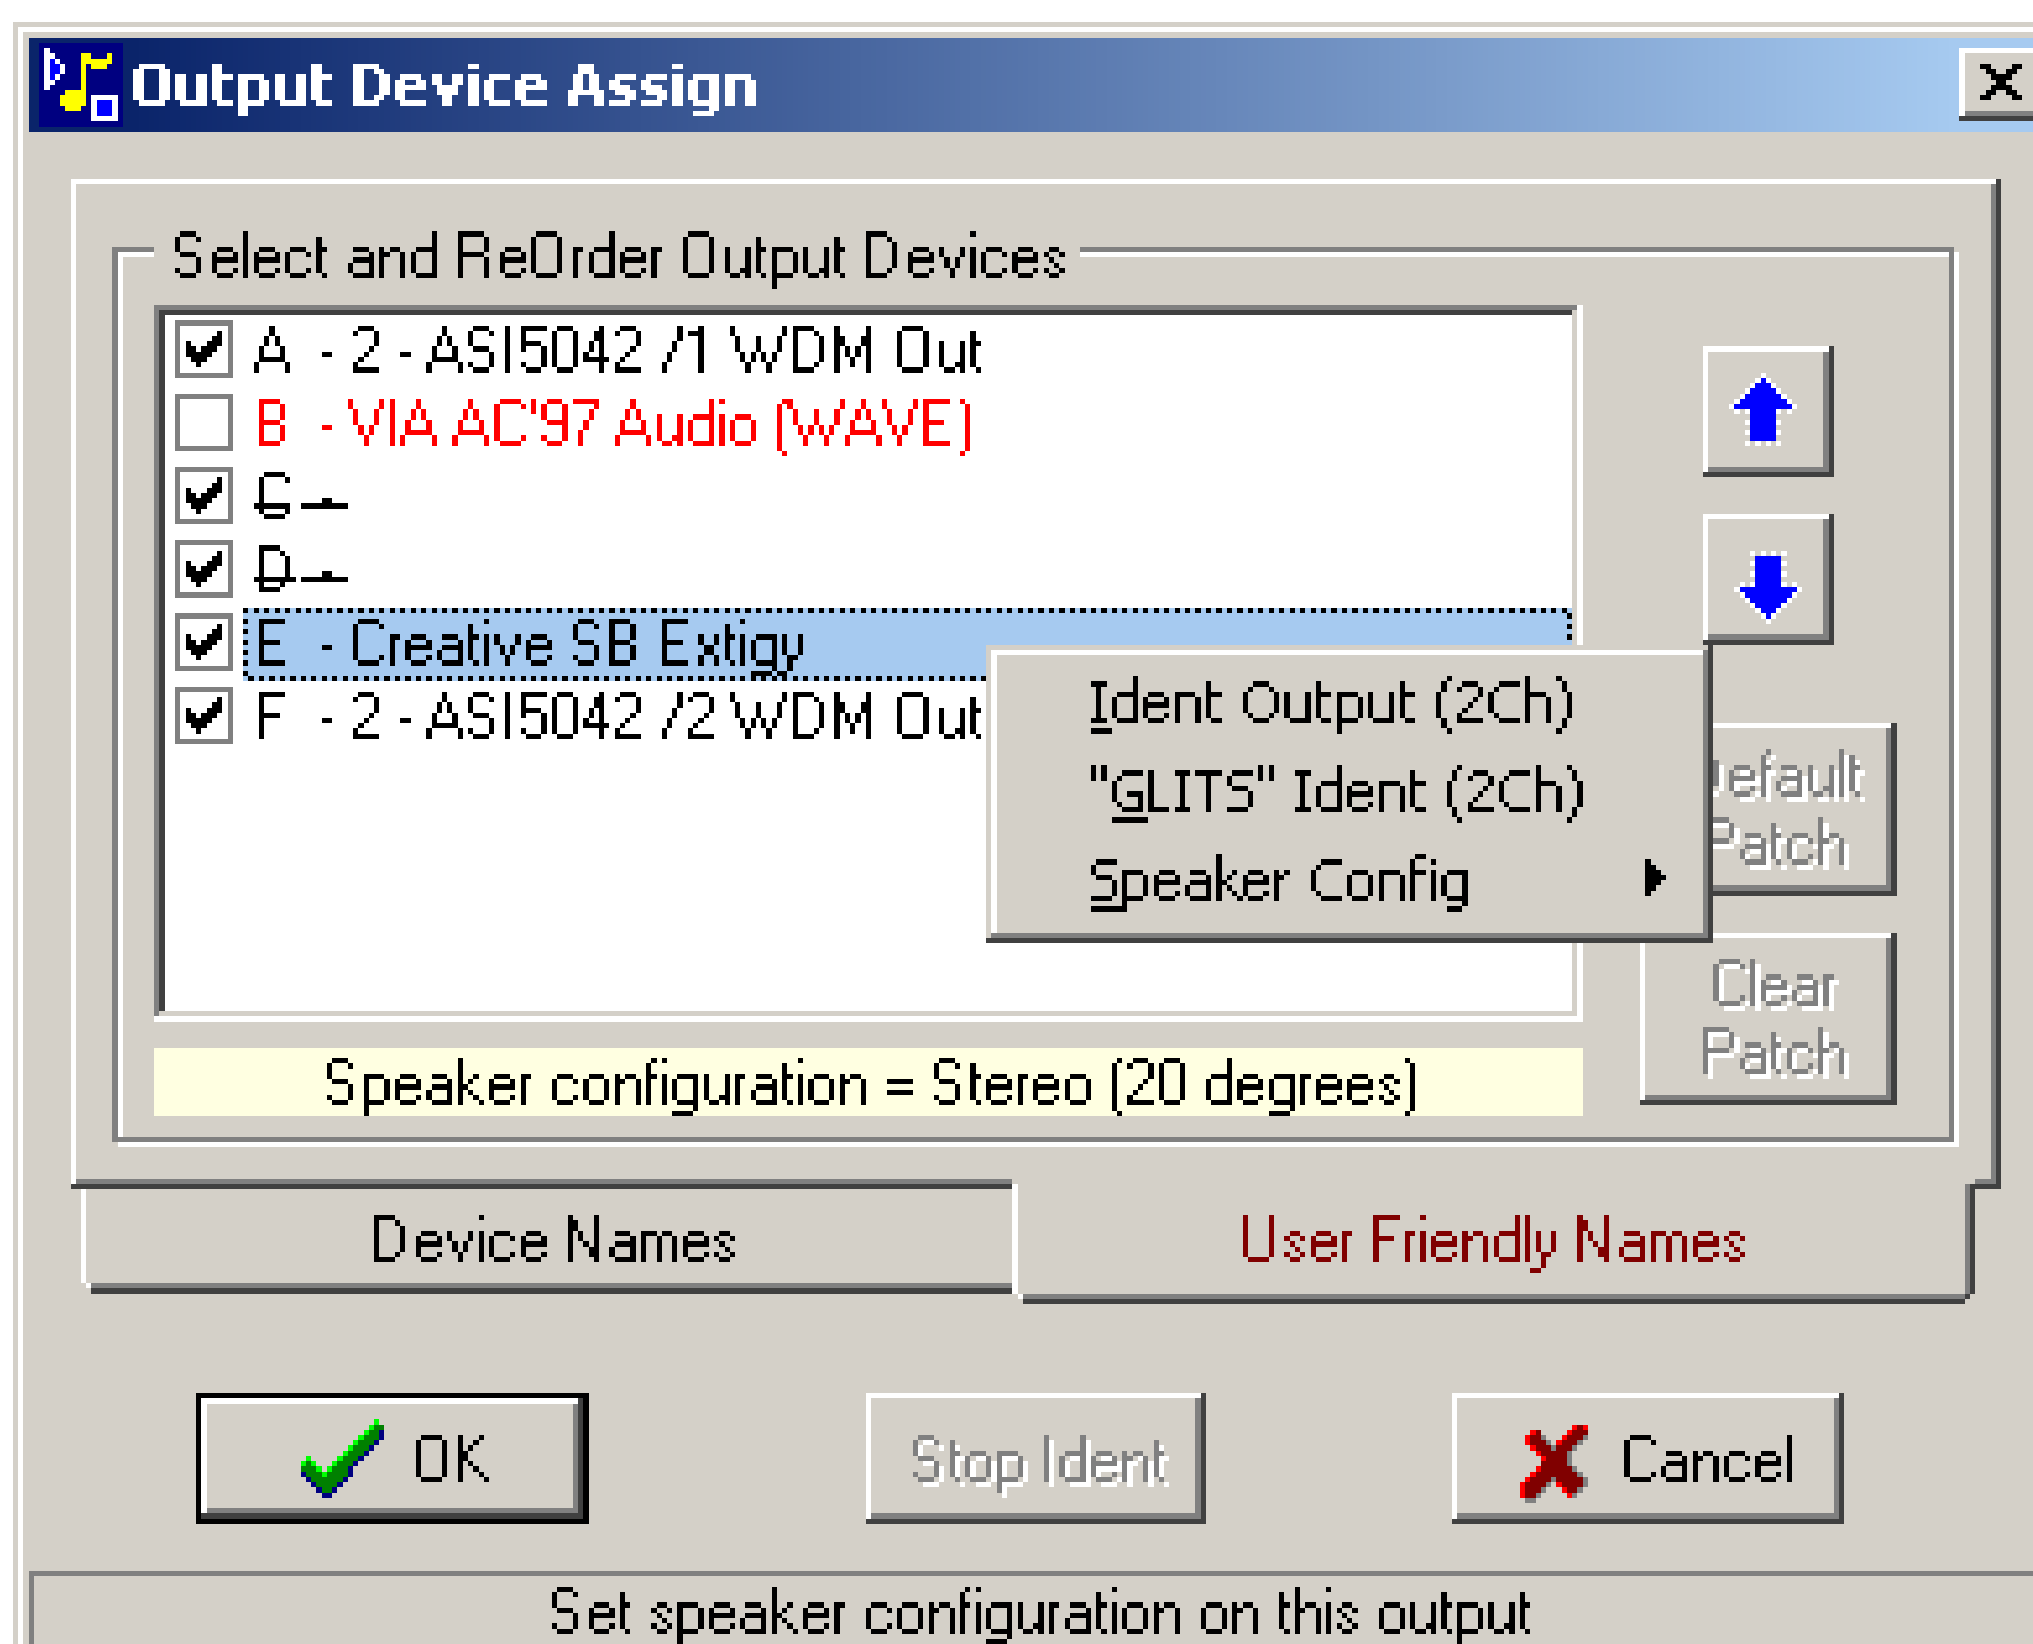 Output Device Assign
Select and ReOrder Output Devices
A - 2 - ASI5042 /1 WDM Out
B - VIA AC'97 Audio (WAVE)
C -
D -
E - Creative SB Extigy
F - 2 - ASI5042 /2 WDM Out
Ident Output (2Ch)
"GLITS" Ident (2Ch)
Speaker Config
Default
Patch
Clear
Patch
Speaker configuration = Stereo (20 degrees)
Device Names
User Friendly Names
OK
Stop Ident
Cancel
Set speaker configuration on this output